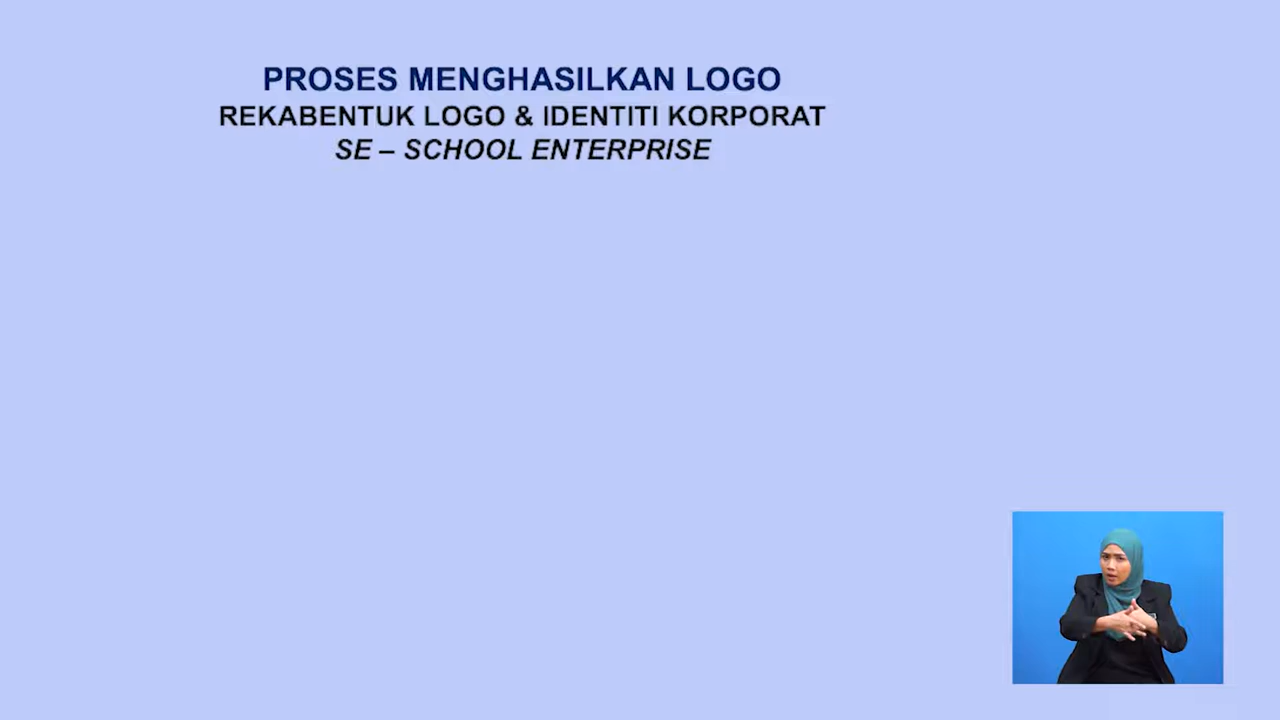 PROSES MENGHASILKAN LOGO
REKABENTUK LOGO & IDENTITI KORPORAT
SE – SCHOOL ENTERPRISE